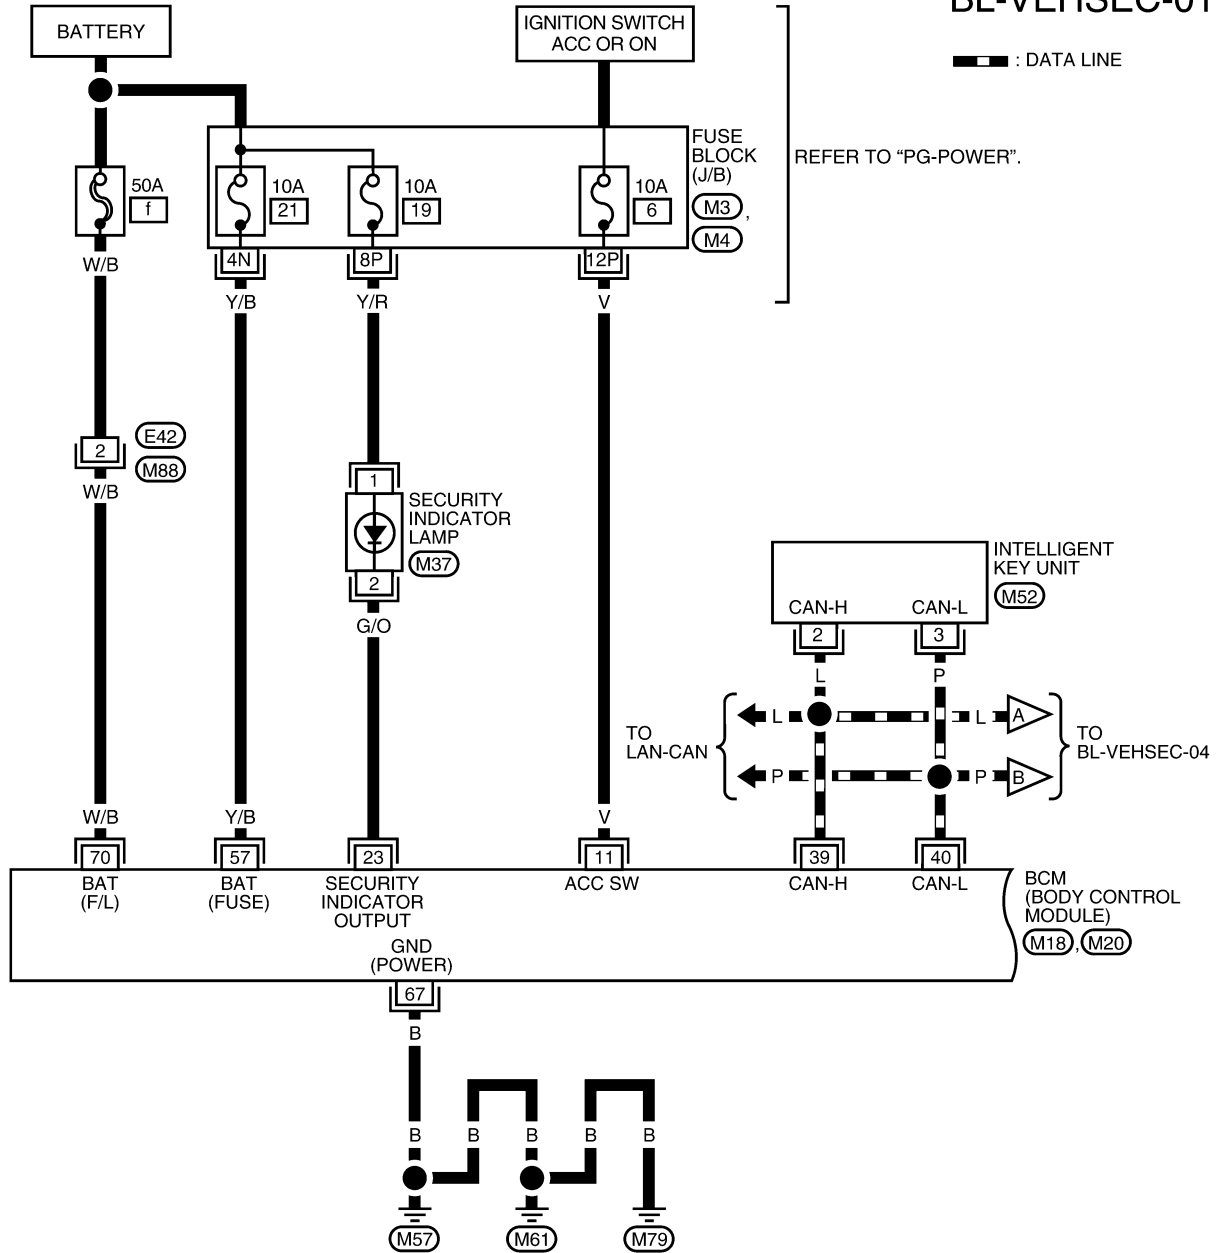 BL-VEHSEC-01
BATTERY
IGNITION SWITCH
ACC OR ON
: DATA LINE
FUSE
BLOCK
(J/B)
REFER TO “PG-POWER”.
50A
f
10A
21
10A
19
10A
6
M3 ,
M4
W/B
4N
8P
12P
Y/B
Y/R
V
2
E42
M88
W/B
1
SECURITY
INDICATOR
LAMP
M37
2
G/O
INTELLIGENT
KEY UNIT
M52
CAN-H
CAN-L
2
3
L
P
L
L
A
TO
LAN-CAN
TO
BL-VEHSEC-04
P
P
B
W/B
Y/B
V
70
57
23
11
39
40
BAT
(F/L)
BAT
(FUSE)
SECURITY
INDICATOR
OUTPUT
ACC SW
CAN-H
CAN-L
BCM
(BODY CONTROL
MODULE)
M18 , M20
GND
(POWER)
67
B
B
B
B
B
B
M57
M61
M79